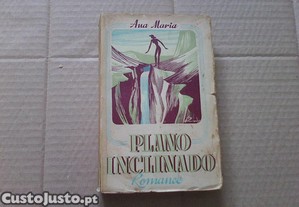 Ana Maria
PLANO
INCLINADO
Romance
CustoJusto.pt